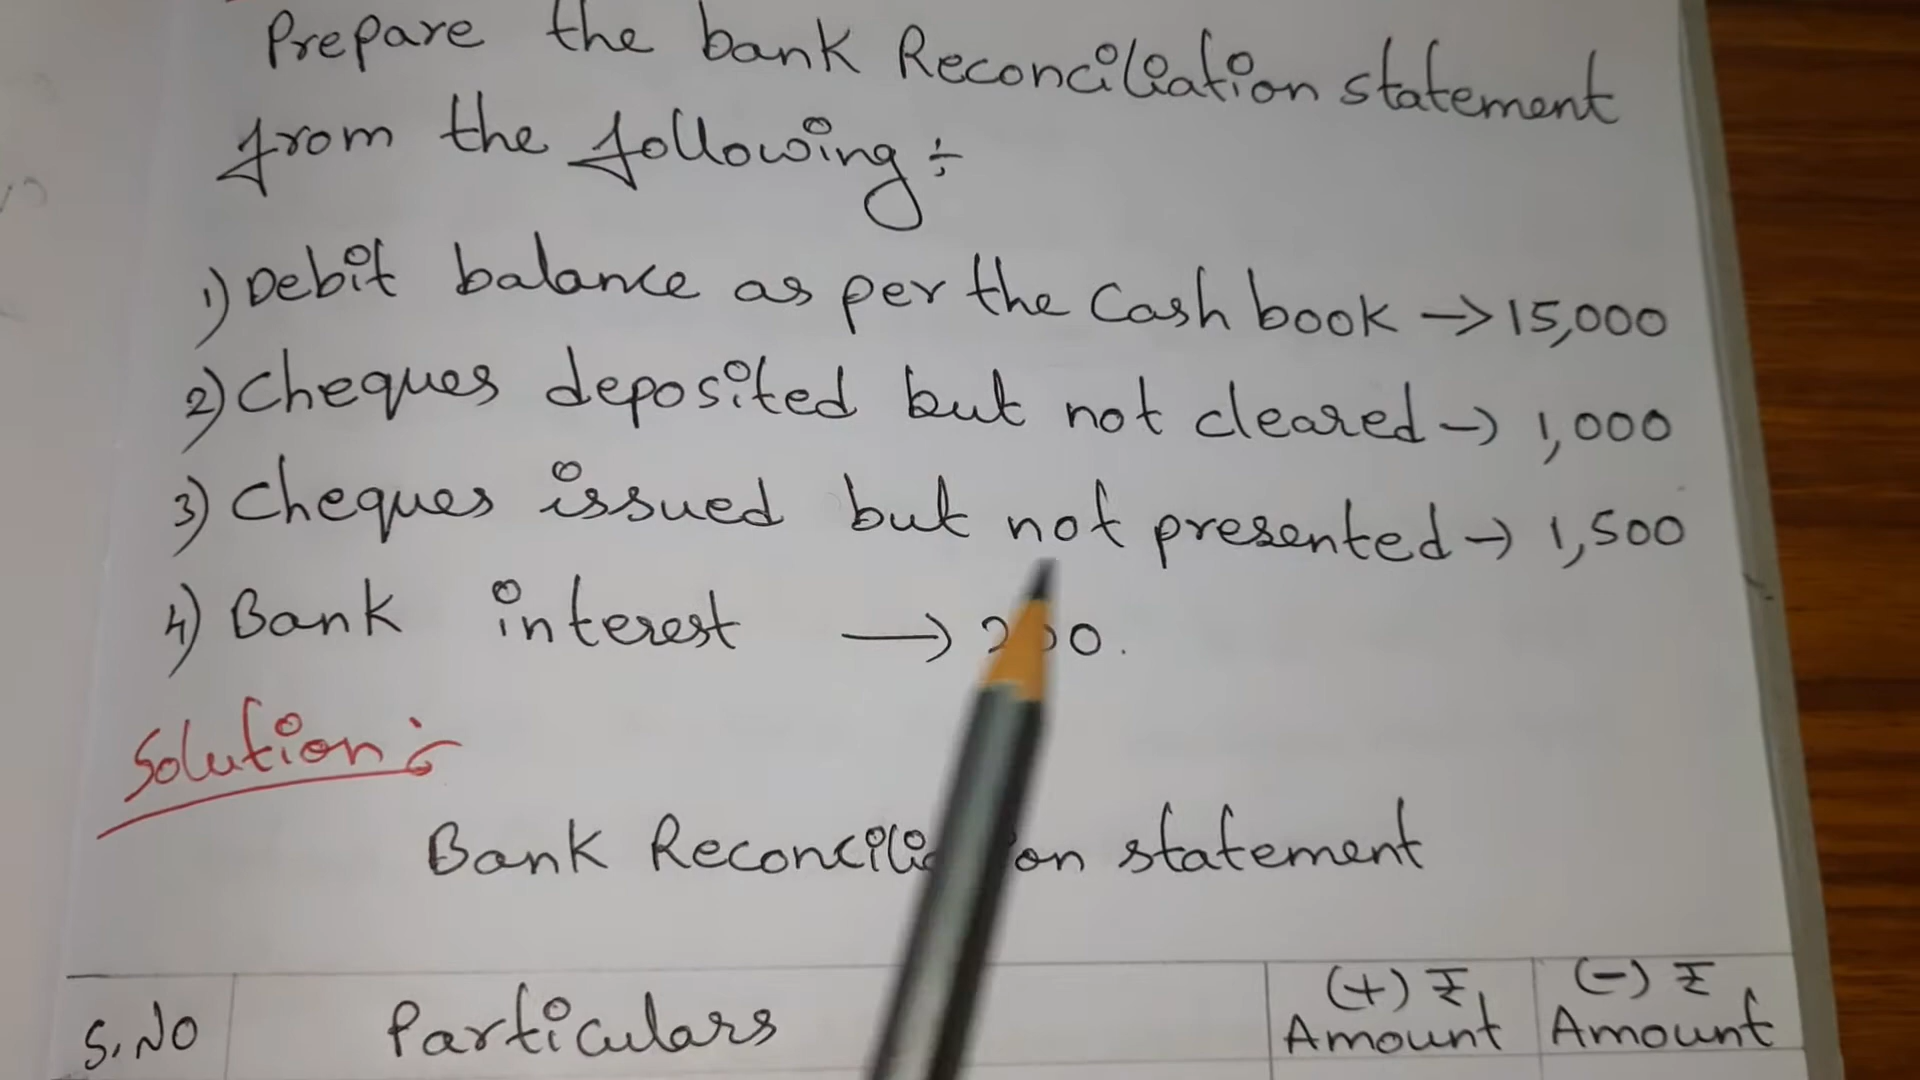 Prepare the bank Reconciliation statement
from the following :-
1) Debit balance as per the Cash book → 15,000
2) Cheques deposited but not cleared → 1,000
3) Cheques issued but not presented → 1,500
4) Bank interest →
Solution :-
Bank Reconciliation statement
S.No Particulars (+) ₹ Amount (-) ₹ Amount